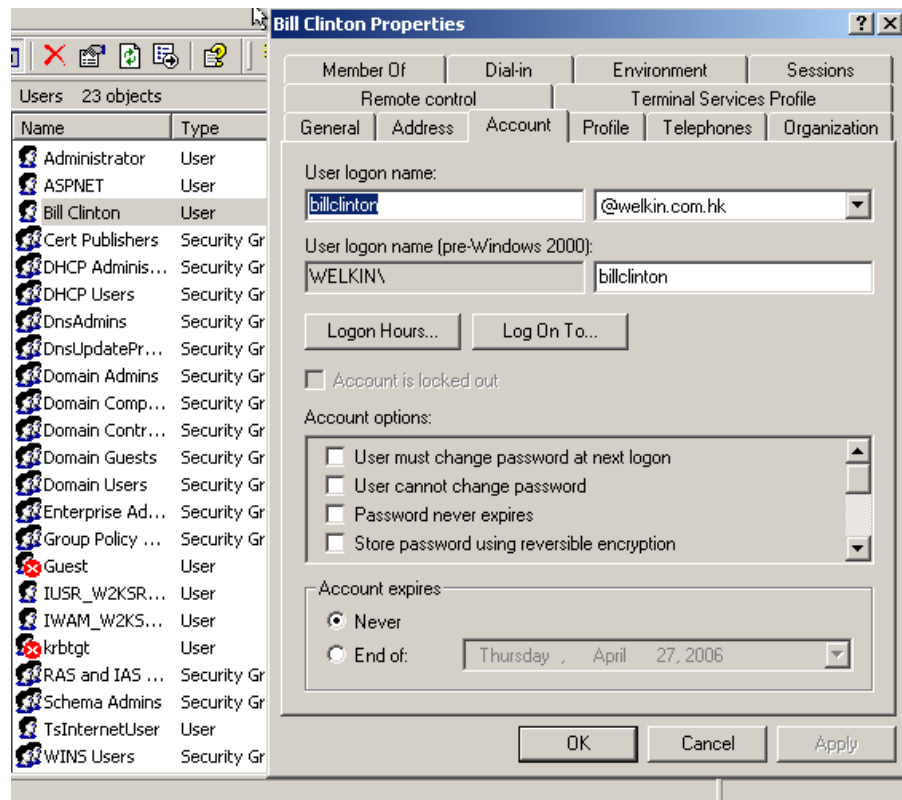 Bill Clinton Properties
Users 23 objects
Name Type
Administrator User
ASPNET User
Bill Clinton User
Cert Publishers Security Gr
DHCP Adminis... Security Gr
DHCP Users Security Gr
DnsAdmins Security Gr
DnsUpdatePr... Security Gr
Domain Admins Security Gr
Domain Comp... Security Gr
Domain Contr... Security Gr
Domain Guests Security Gr
Domain Users Security Gr
Enterprise Ad... Security Gr
Group Policy ... Security Gr
Guest User
IUSR_W2KSR... User
IWAM_W2KS... User
krbtgt User
RAS and IAS ... Security Gr
Schema Admins Security Gr
TsInternetUser User
WINS Users Security Gr
Member Of Dial-in Environment Sessions
Remote control Terminal Services Profile
General Address Account Profile Telephones Organization
User logon name:
billclinton @welkin.com.hk
User logon name (pre-Windows 2000):
WELKIN\ billclinton
Logon Hours... Log On To...
Account is locked out
Account options:
User must change password at next logon
User cannot change password
Password never expires
Store password using reversible encryption
Account expires
Never
End of: Thursday , April 27, 2006
OK Cancel Apply